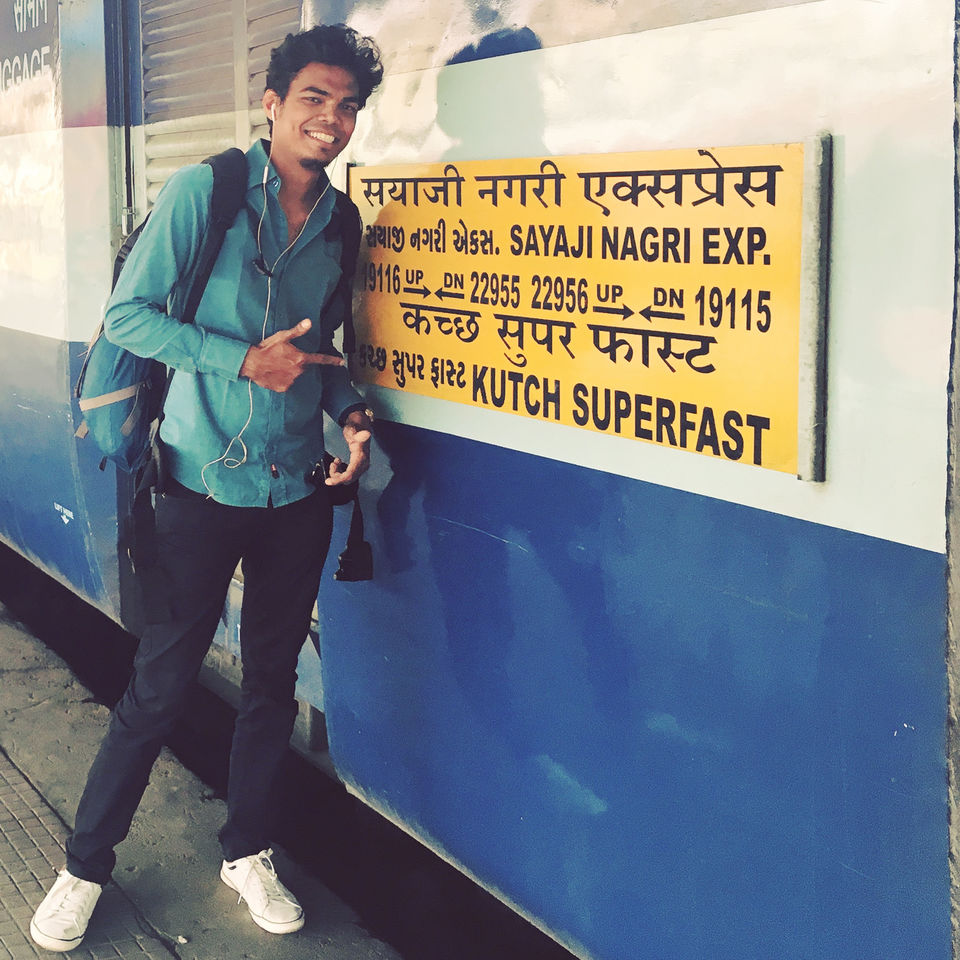 सामान
LUGGAGE
सयाजी नगरी एक्सप्रेस
સયાજી નગરી એકસ. SAYAJI NAGRI EXP.
19116 UP → ← DN 22955 22956 UP → ← DN 19115
कच्छ सुपर फास्ट
કચ્છ સુપર ફાસ્ટ KUTCH SUPERFAST